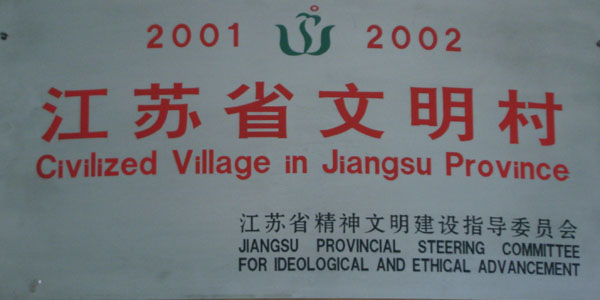 2001 2002
江苏省文明村
Civilized Village in Jiangsu Province
江苏省精神文明建设指导委员会
JIANGSU PROVINCIAL STEERING COMMITTEE
FOR IDEOLOGICAL AND ETHICAL ADVANCEMENT